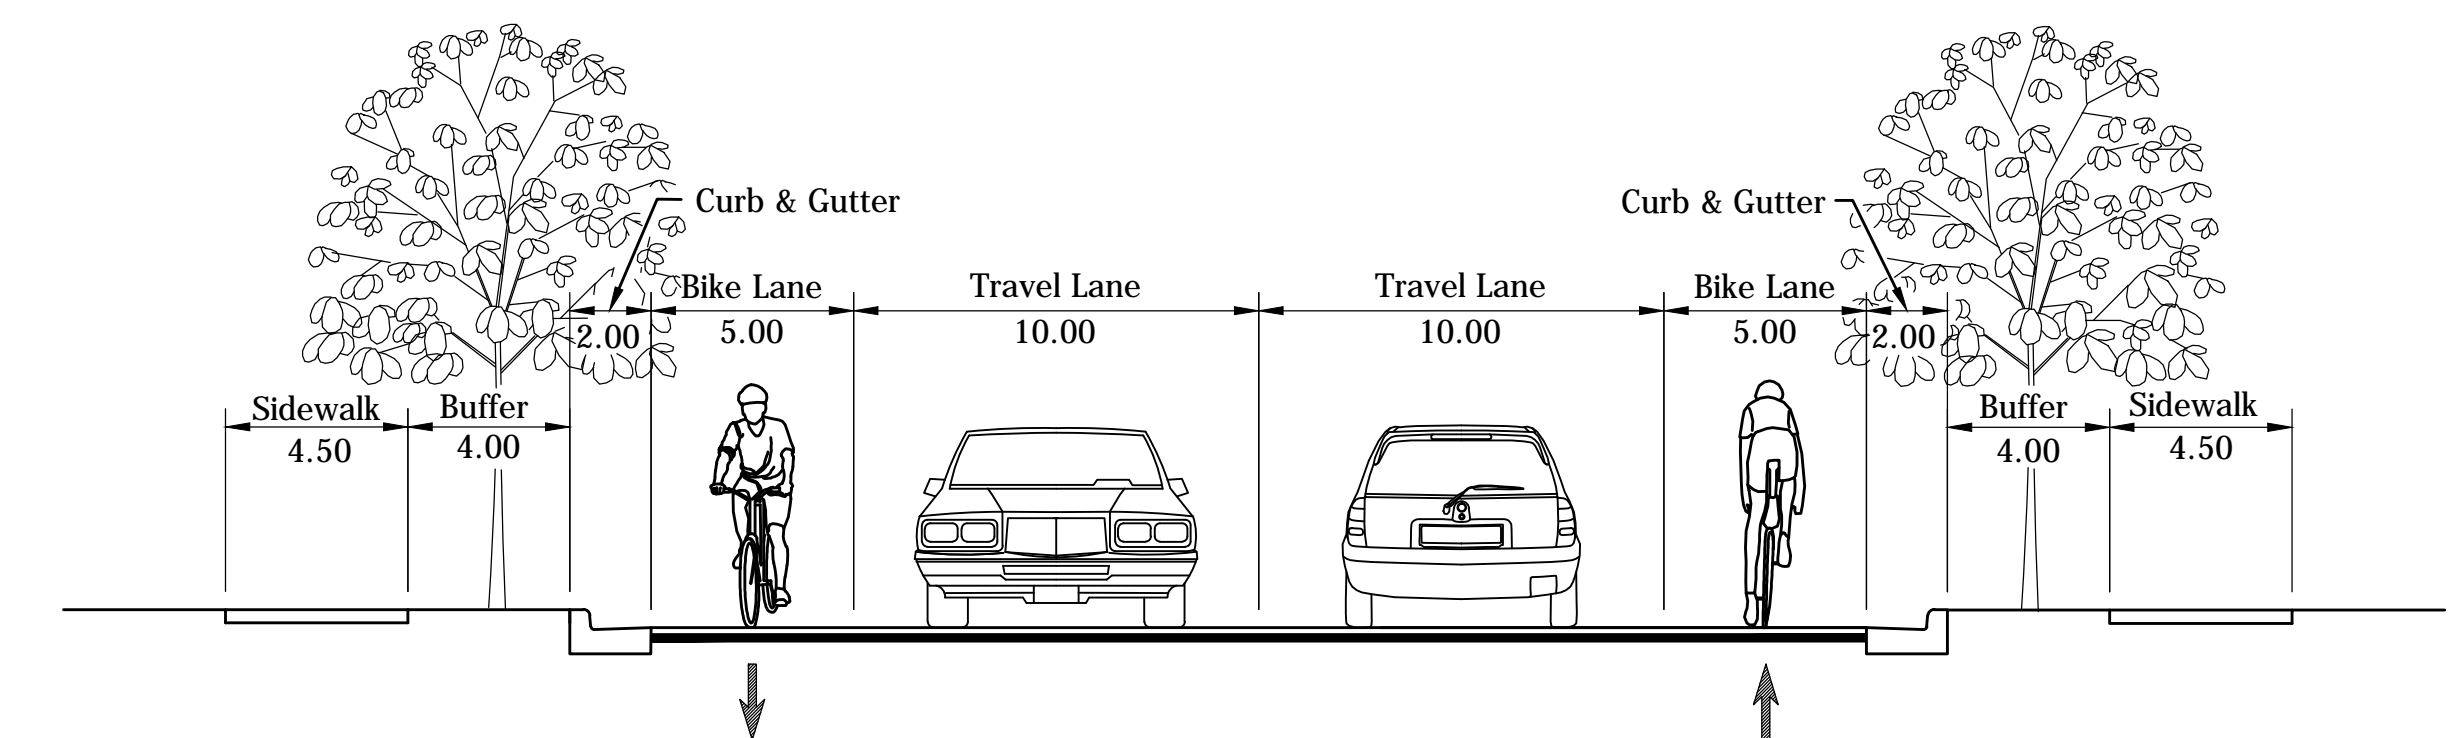 Curb & Gutter
Curb & Gutter
Bike Lane
Travel Lane
Travel Lane
Bike Lane
2.00
5.00
10.00
10.00
5.00
2.00
Sidewalk
Buffer
Buffer
Sidewalk
4.50
4.00
4.00
4.50